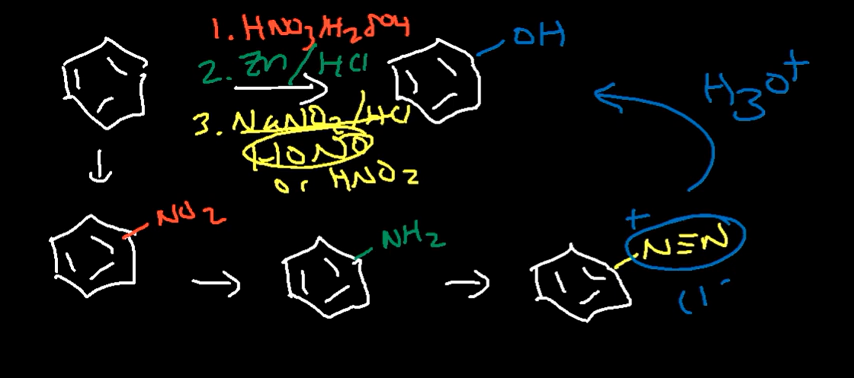 1. HNO3/H2SO4
2. Zn/HCl
OH
3. NaNO2/HCl
HONO
or HNO2
H3O+
NO2
NH2
+
N≡N
Cl-